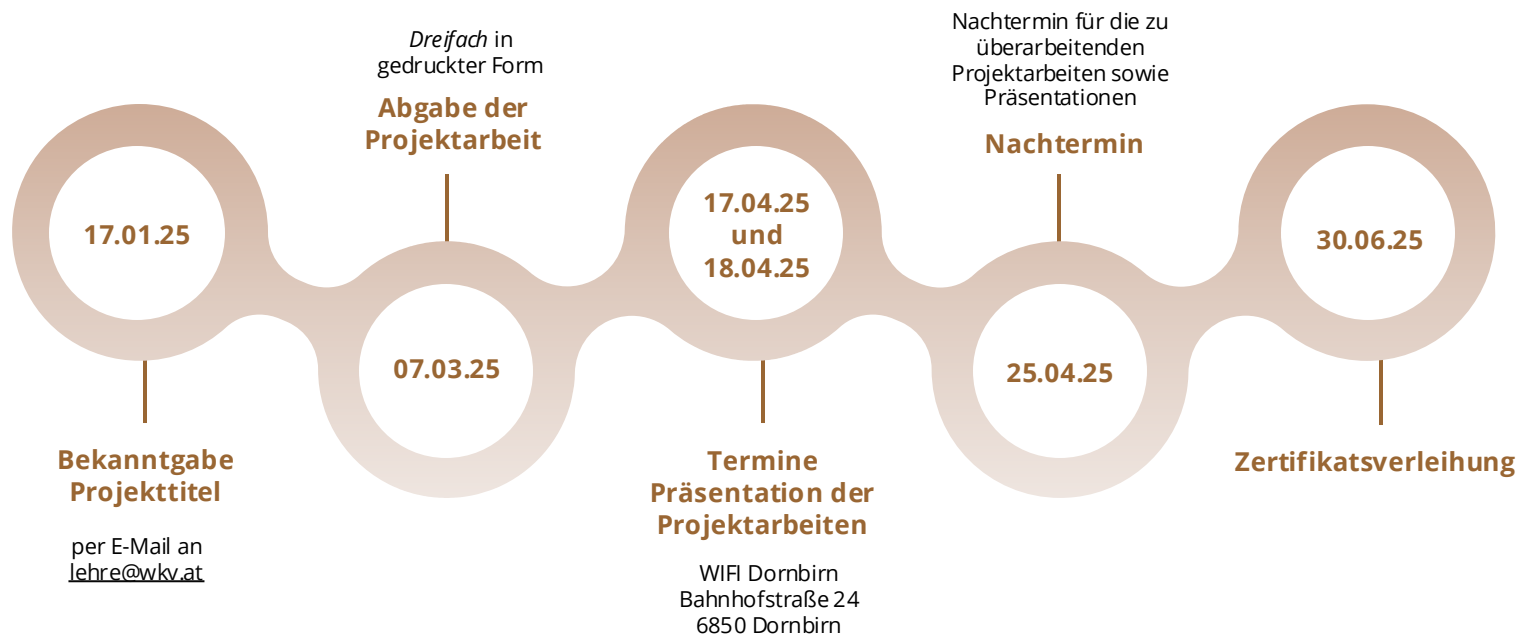 17.01.25
Bekanntgabe
Projekttitel
per E-Mail an
lehre@wkv.at
Dreifach in
gedruckter Form
Abgabe der
Projektarbeit
07.03.25
17.04.25
und
18.04.25
Termine
Präsentation der
Projektarbeiten
WIFI Dornbirn
Bahnhofstraße 24
6850 Dornbirn
Nachtermin für die zu
überarbeitenden
Projektarbeiten sowie
Präsentationen
Nachtermin
25.04.25
30.06.25
Zertifikatsverleihung